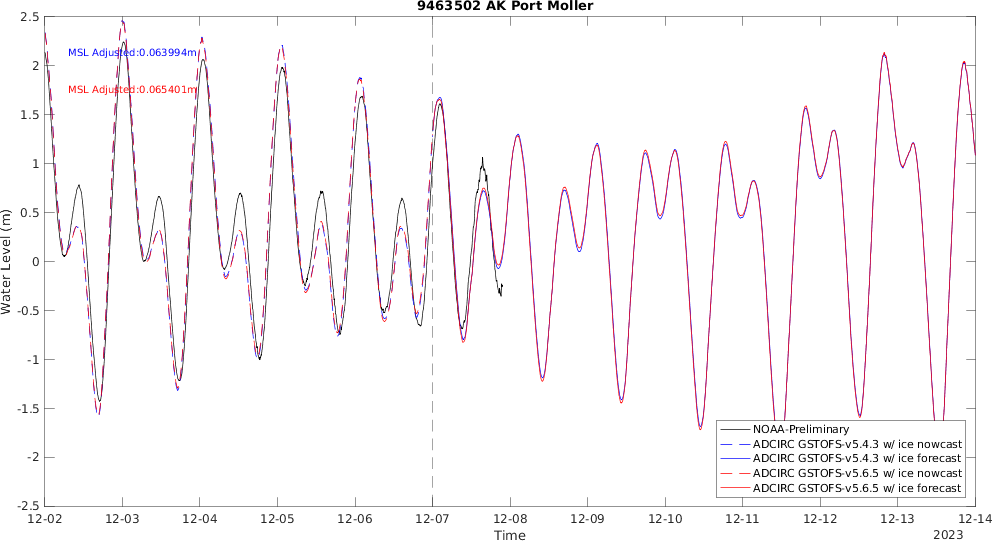 9463502 AK Port Moller
MSL Adjusted:0.063994m
MSL Adjusted:0.065401m
Water Level (m)
2.5
2
1.5
1
0.5
0
-0.5
-1
-1.5
-2
-2.5
NOAA-Preliminary
ADCIRC GSTOFS-v5.4.3 w/ ice nowcast
ADCIRC GSTOFS-v5.4.3 w/ ice forecast
ADCIRC GSTOFS-v5.6.5 w/ ice nowcast
ADCIRC GSTOFS-v5.6.5 w/ ice forecast
12-02 12-03 12-04 12-05 12-06 12-07 12-08 12-09 12-10 12-11 12-12 12-13 12-14
Time
2023